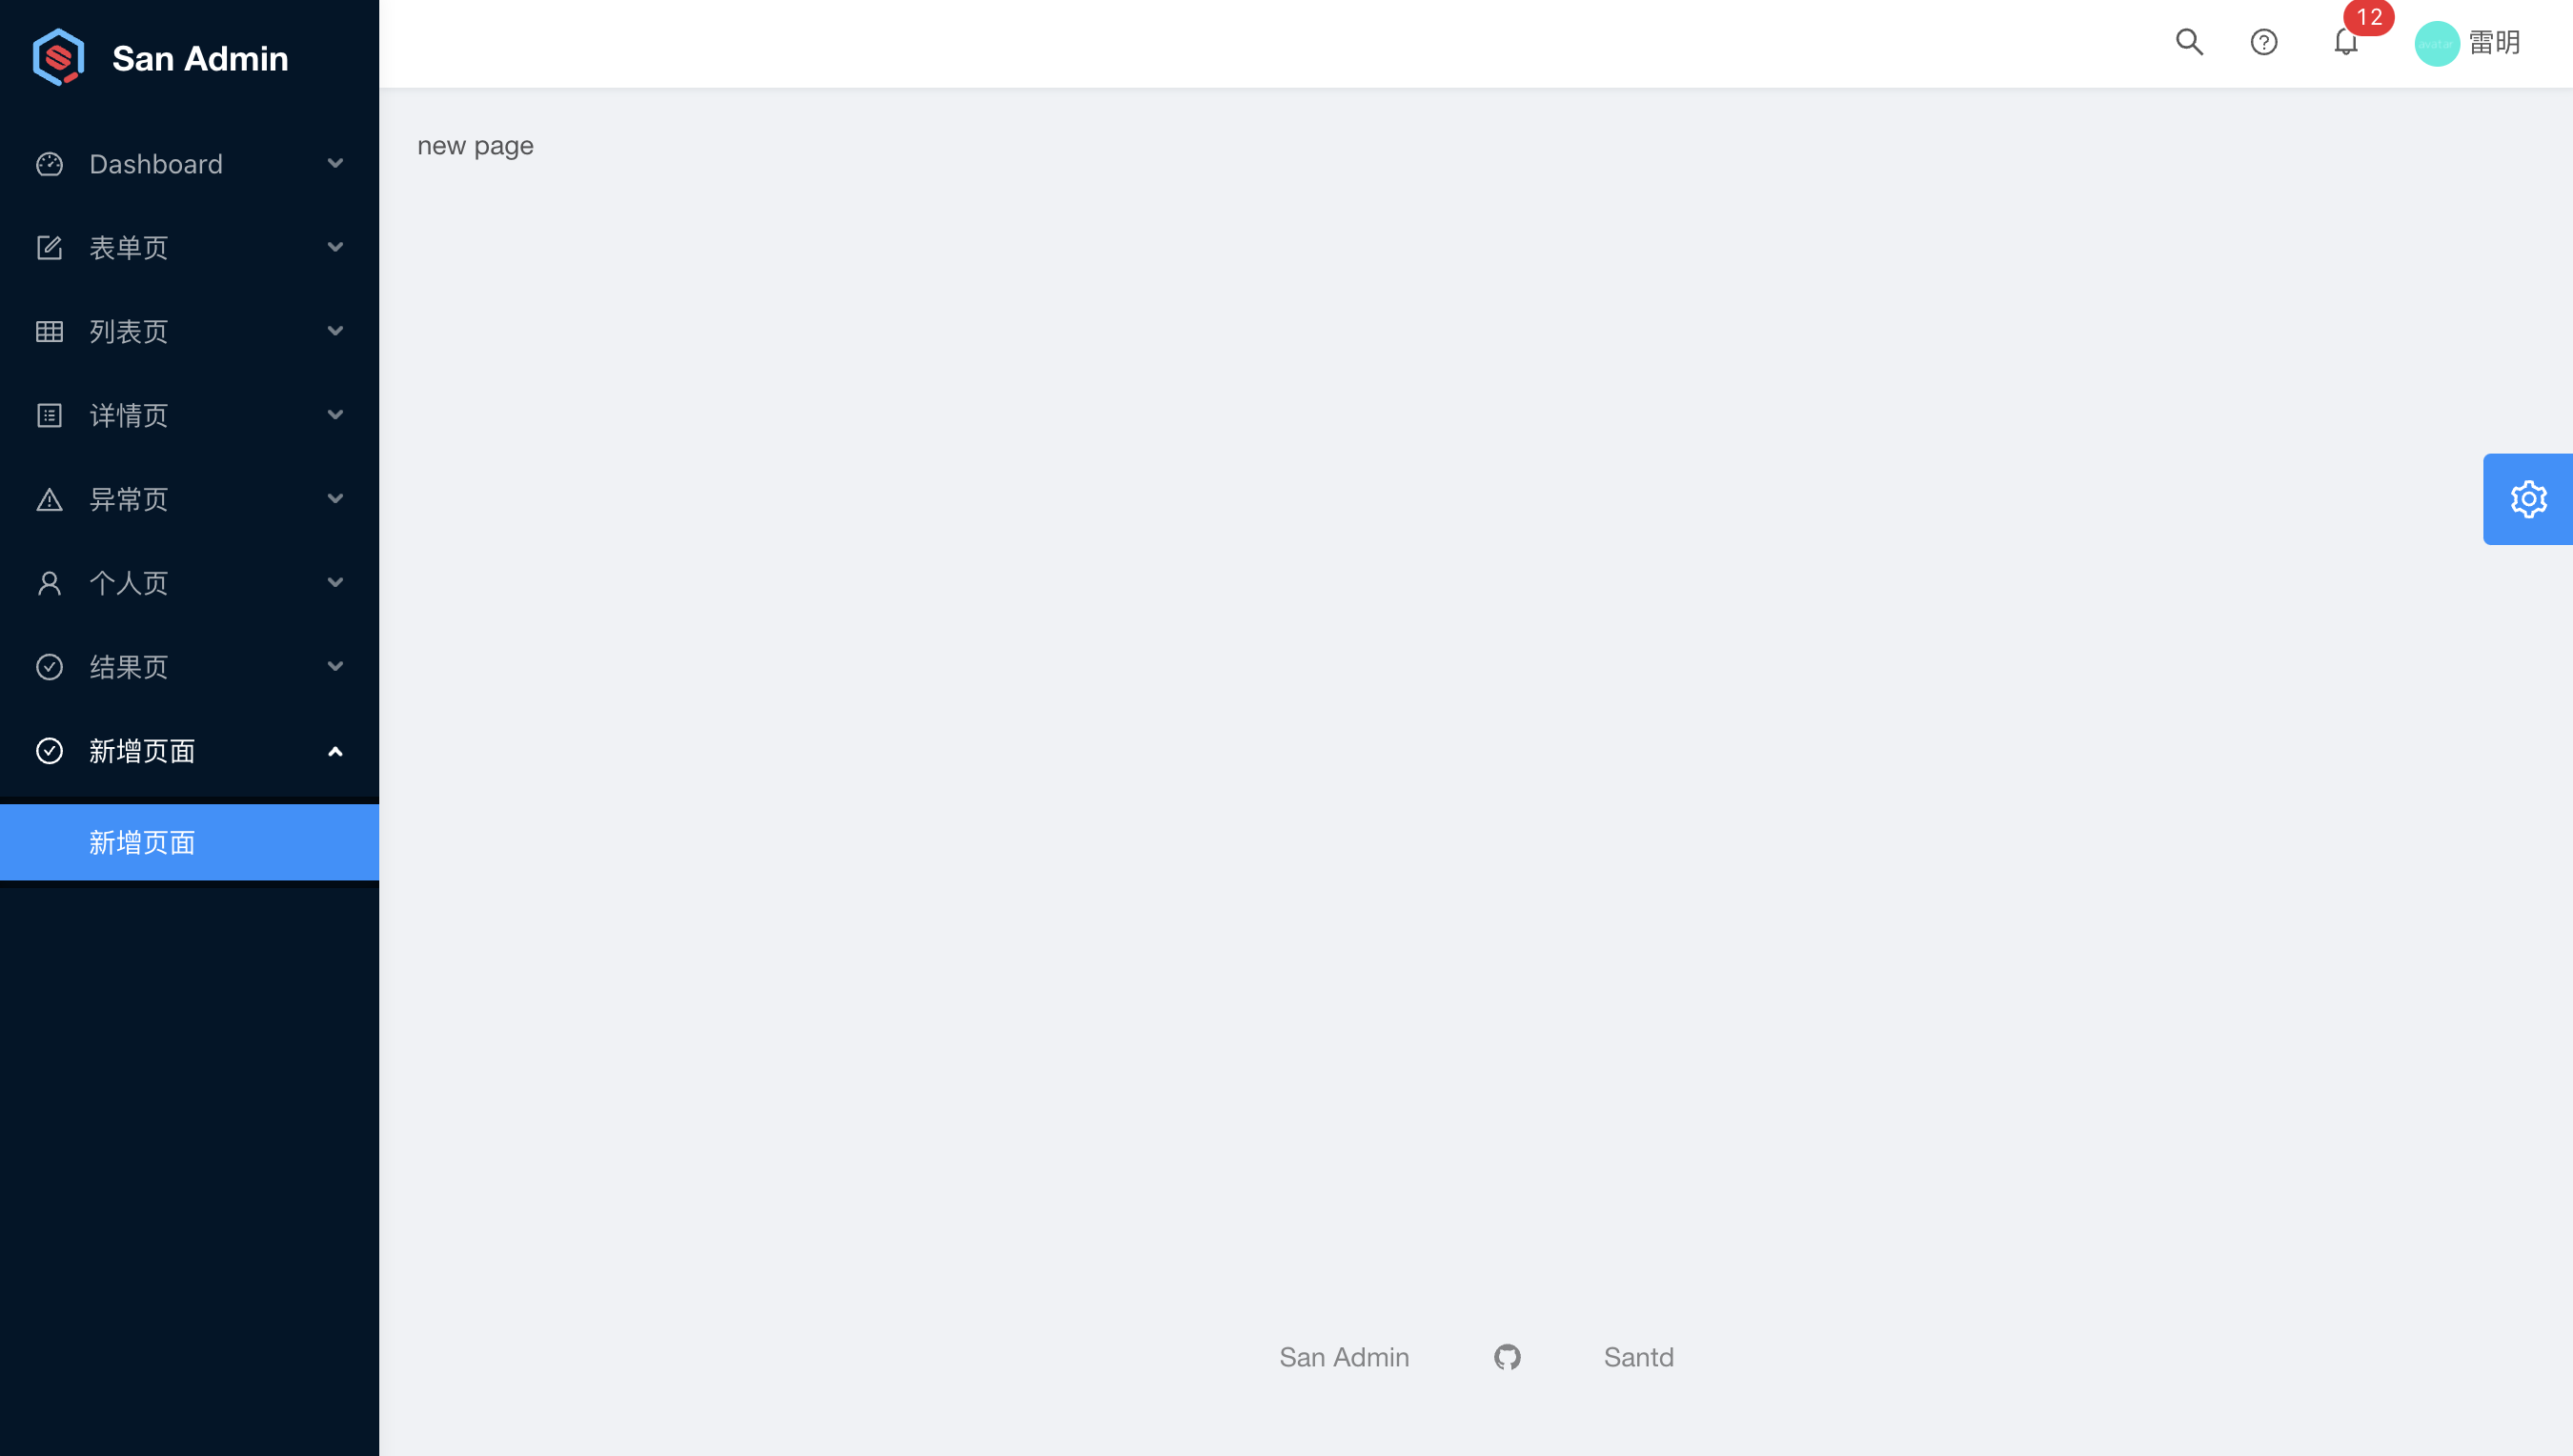 San Admin
12
avatar
雷明
Dashboard
表单页
列表页
详情页
异常页
个人页
结果页
新增页面
新增页面
new page
San Admin
Santd